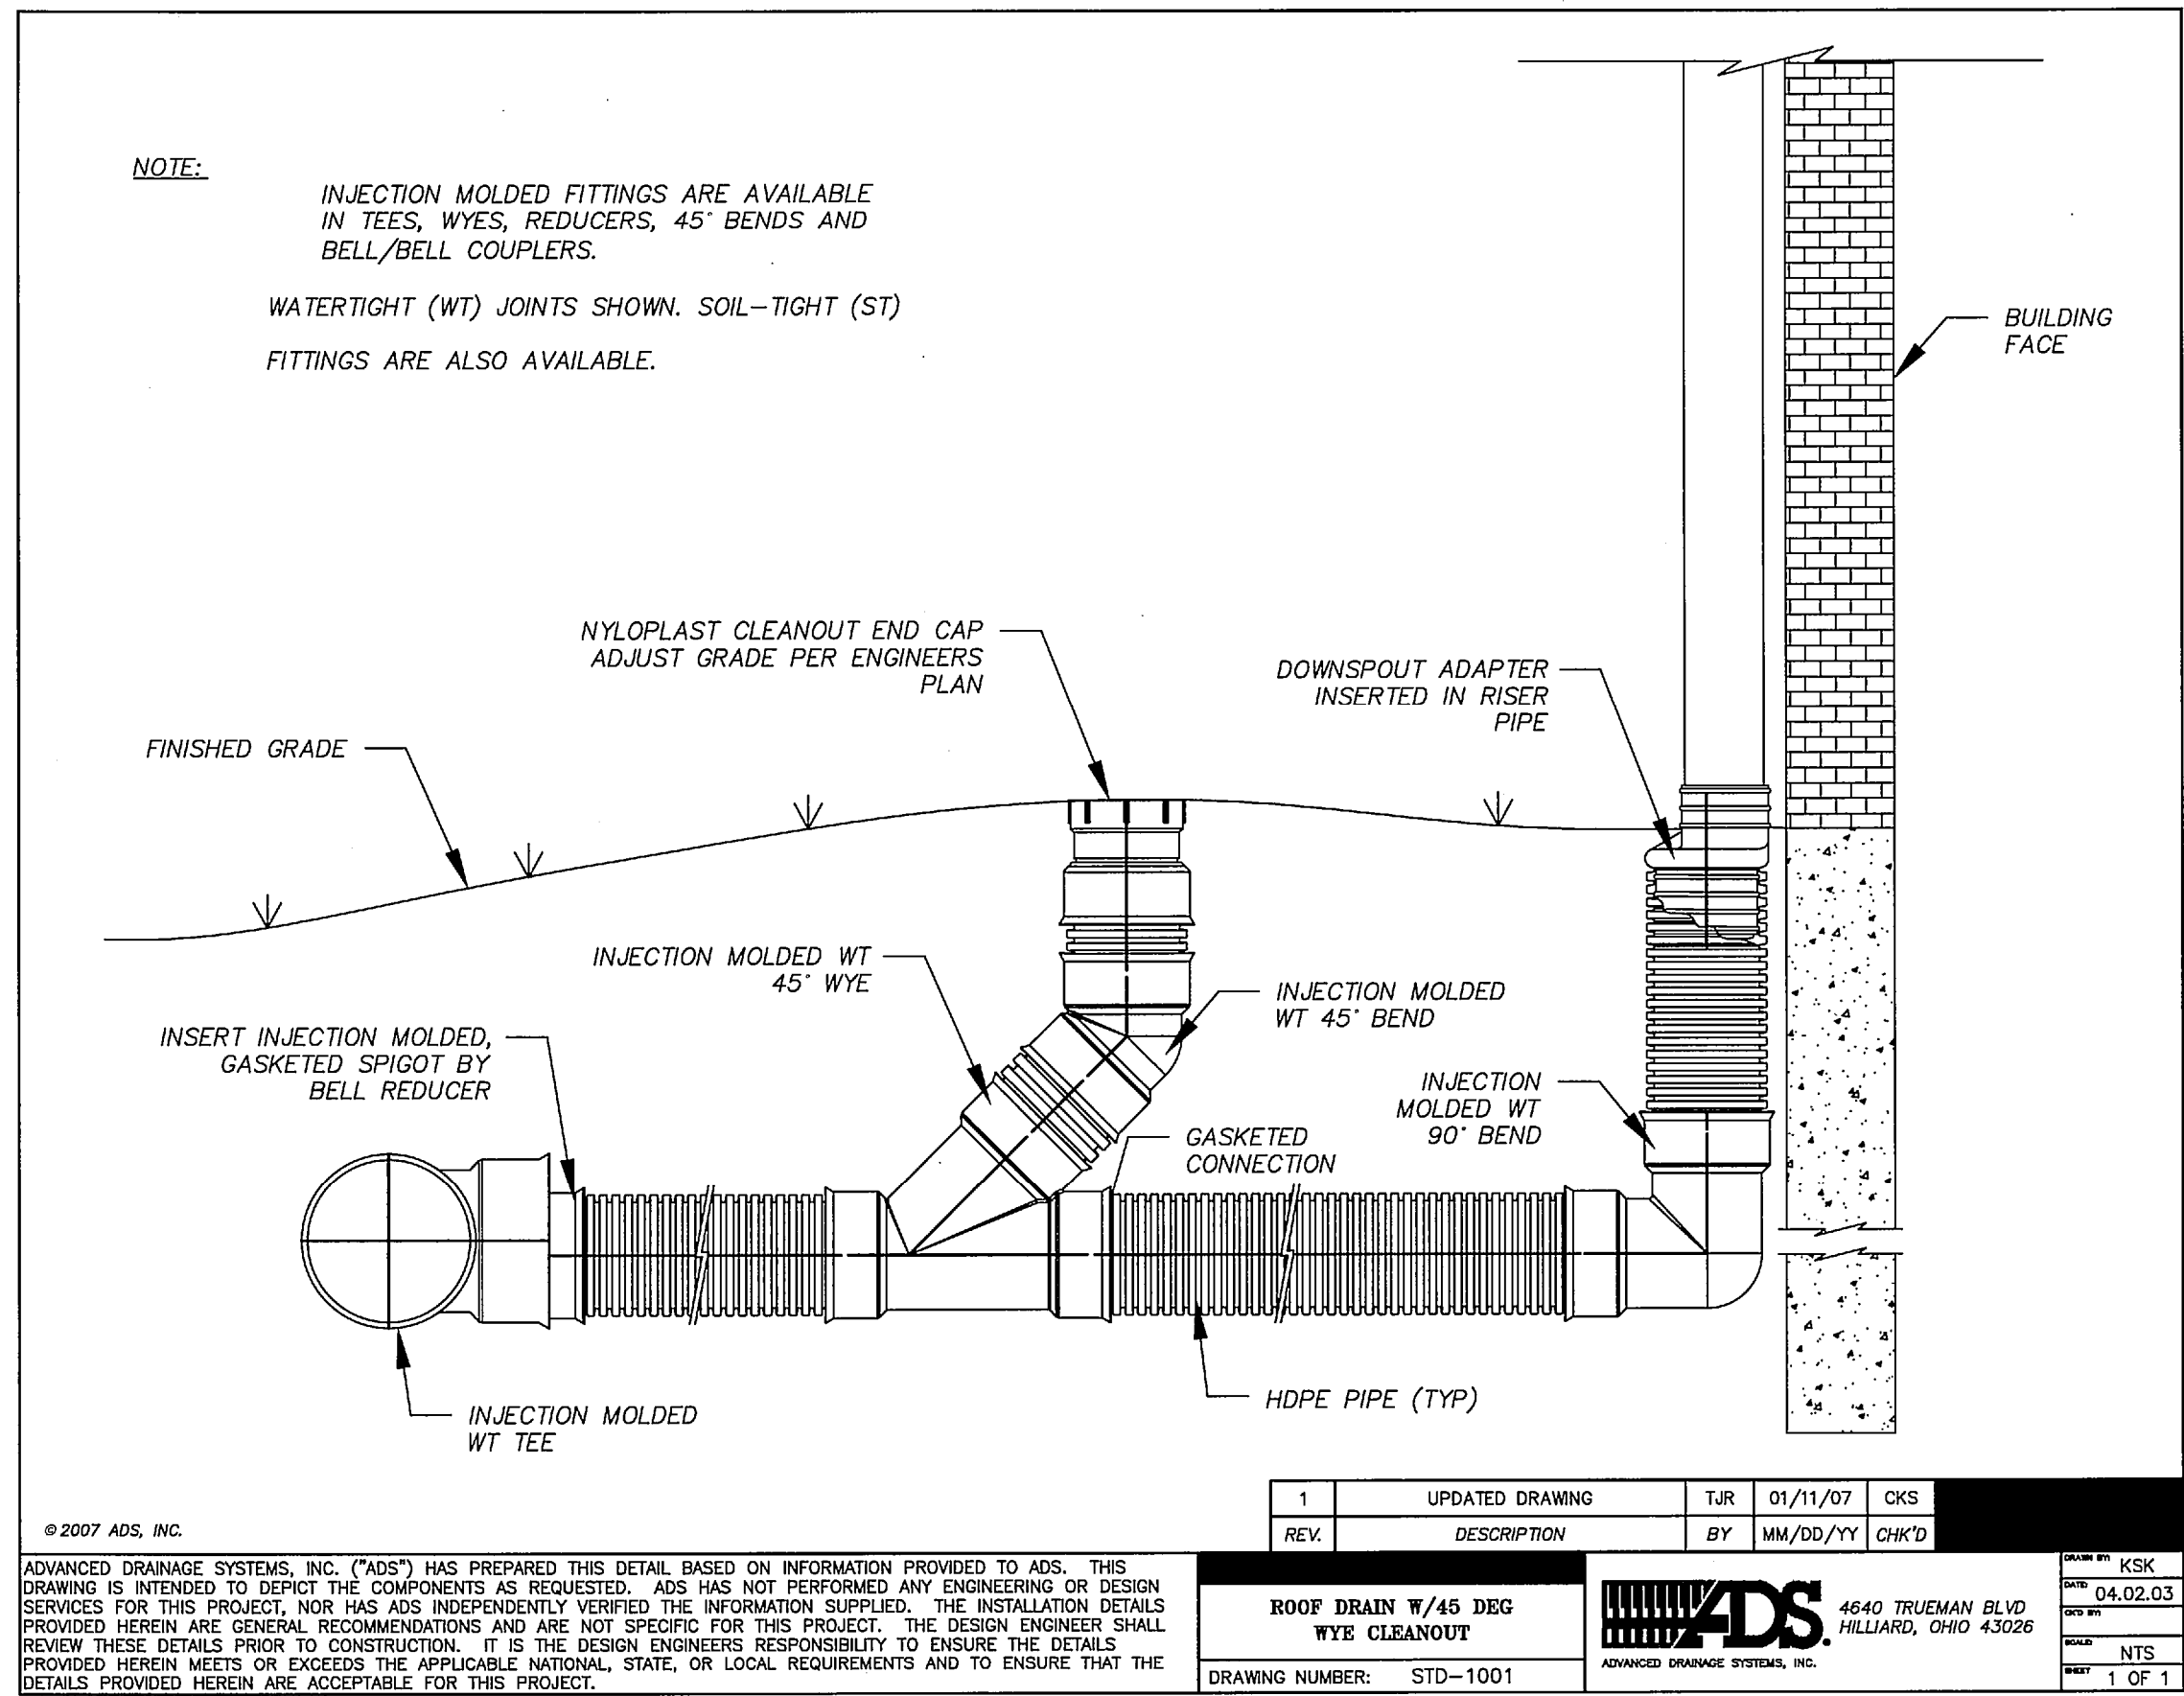 NOTE:
INJECTION MOLDED FITTINGS ARE AVAILABLE
IN TEES, WYES, REDUCERS, 45° BENDS AND
BELL/BELL COUPLERS.
WATERTIGHT (WT) JOINTS SHOWN. SOIL-TIGHT (ST)
FITTINGS ARE ALSO AVAILABLE.
BUILDING
FACE
NYLOPLAST CLEANOUT END CAP
ADJUST GRADE PER ENGINEERS
PLAN
DOWNSPOUT ADAPTER
INSERTED IN RISER
PIPE
FINISHED GRADE
INJECTION MOLDED WT
45° WYE
INJECTION MOLDED
WT 45° BEND
INSERT INJECTION MOLDED,
GASKETED SPIGOT BY
BELL REDUCER
INJECTION
MOLDED WT
90° BEND
GASKETED
CONNECTION
HDPE PIPE (TYP)
INJECTION MOLDED
WT TEE
1 UPDATED DRAWING TJR 01/11/07 CKS
REV. DESCRIPTION BY MM/DD/YY CHK'D
© 2007 ADS, INC.
ADVANCED DRAINAGE SYSTEMS, INC. ("ADS") HAS PREPARED THIS DETAIL BASED ON INFORMATION PROVIDED TO ADS. THIS
DRAWING IS INTENDED TO DEPICT THE COMPONENTS AS REQUESTED. ADS HAS NOT PERFORMED ANY ENGINEERING OR DESIGN
SERVICES FOR THIS PROJECT, NOR HAS ADS INDEPENDENTLY VERIFIED THE INFORMATION SUPPLIED. THE INSTALLATION DETAILS
PROVIDED HEREIN ARE GENERAL RECOMMENDATIONS AND ARE NOT SPECIFIC FOR THIS PROJECT. THE DESIGN ENGINEER SHALL
REVIEW THESE DETAILS PRIOR TO CONSTRUCTION. IT IS THE DESIGN ENGINEERS RESPONSIBILITY TO ENSURE THE DETAILS
PROVIDED HEREIN MEETS OR EXCEEDS THE APPLICABLE NATIONAL, STATE, OR LOCAL REQUIREMENTS AND TO ENSURE THAT THE
DETAILS PROVIDED HEREIN ARE ACCEPTABLE FOR THIS PROJECT.
ROOF DRAIN W/45 DEG
WYE CLEANOUT
DRAWING NUMBER: STD-1001
ADS.
ADVANCED DRAINAGE SYSTEMS, INC.
4640 TRUEMAN BLVD
HILLIARD, OHIO 43026
DRAWN BY: KSK
DATE: 04.02.03
CK'D BY:
SCALE: NTS
SHEET 1 OF 1